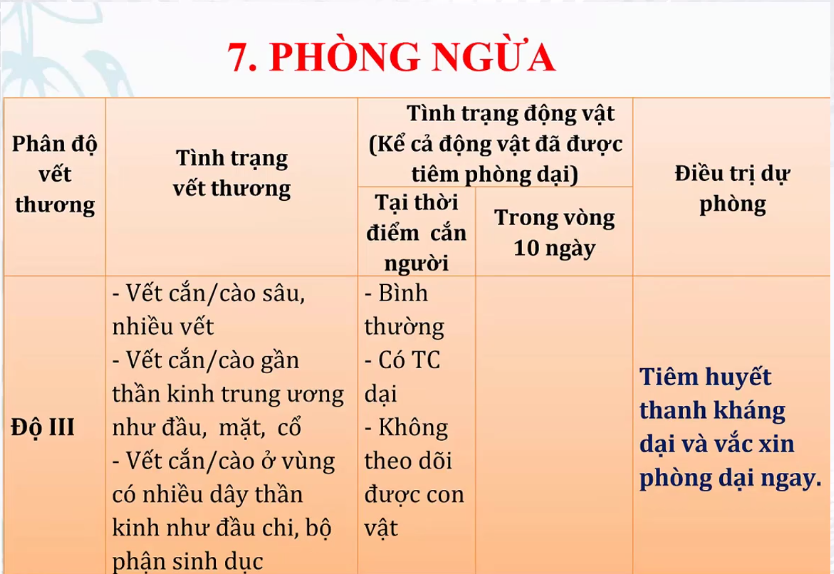 7. PHÒNG NGỪA
Phân độ
vết
thương
Tình trạng
vết thương
Tình trạng động vật
(Kể cả động vật đã được
tiêm phòng dại)
Tại thời
điểm cắn
người
Trong vòng
10 ngày
Điều trị dự
phòng
Độ III
- Vết cắn/cào sâu,
nhiều vết
- Vết cắn/cào gần
thần kinh trung ương
như đầu, mặt, cổ
- Vết cắn/cào ở vùng
có nhiều dây thần
kinh như đầu chi, bộ
phận sinh dục
- Bình
thường
- Có TC
dại
- Không
theo dõi
được con
vật
Tiêm huyết
thanh kháng
dại và vắc xin
phòng dại ngay.